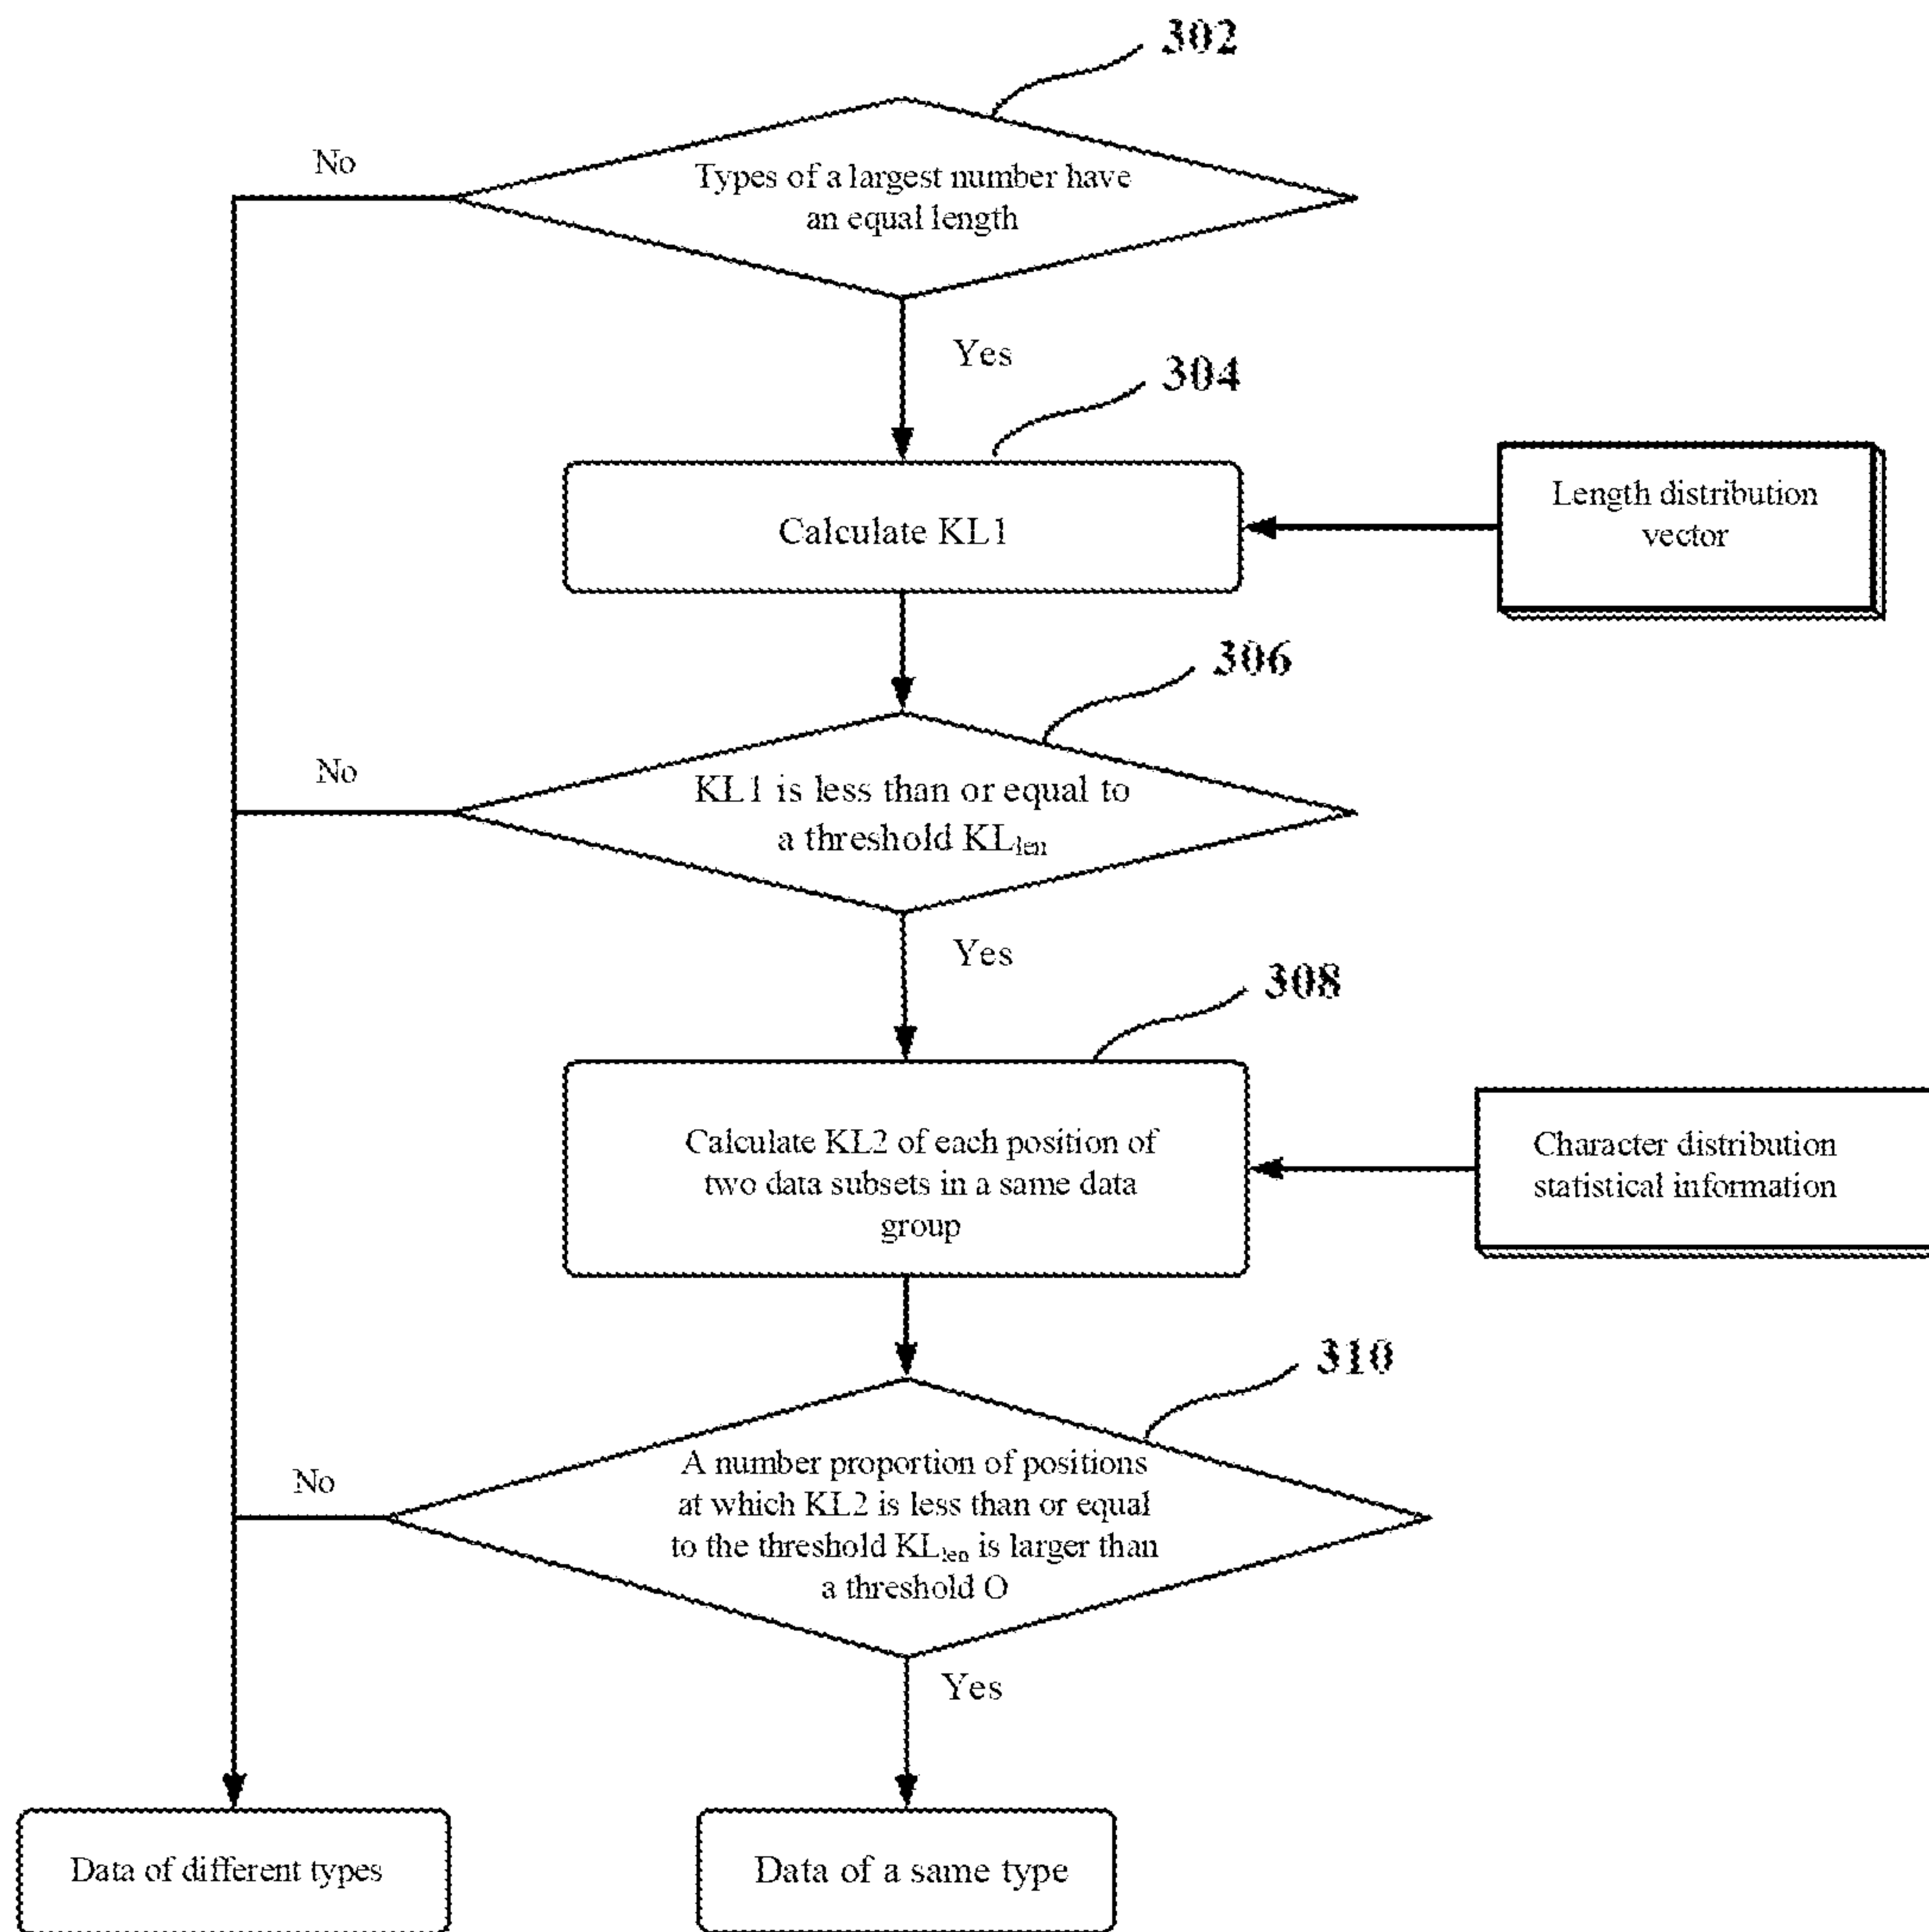 302
No
Types of a largest number have
an equal length
Yes
304
Calculate KL1
Length distribution
vector
306
No
KL1 is less than or equal to
a threshold KLlen
Yes
308
Calculate KL2 of each position of
two data subsets in a same data
group
Character distribution
statistical information
310
No
A number proportion of positions
at which KL2 is less than or equal
to the threshold KLlen is larger than
a threshold O
Yes
Data of different types
Data of a same type